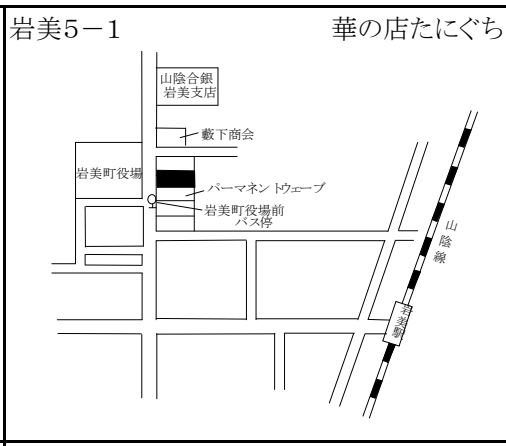 岩美5－1
華の店たにぐち
山陰合銀
岩美支店
藪下商会
岩美町役場
パーマネントウェーブ
岩美町役場前
バス停
山陰線
岩美駅